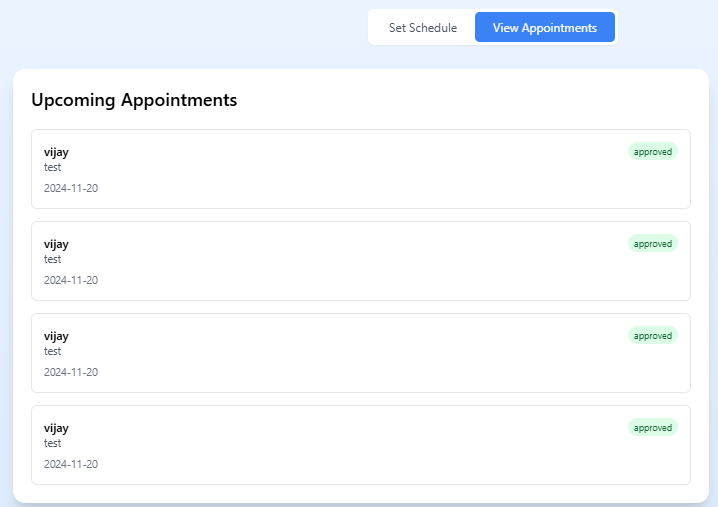 Set Schedule
View Appointments
Upcoming Appointments
vijay
approved
test
2024-11-20
vijay
approved
test
2024-11-20
vijay
approved
test
2024-11-20
vijay
approved
test
2024-11-20